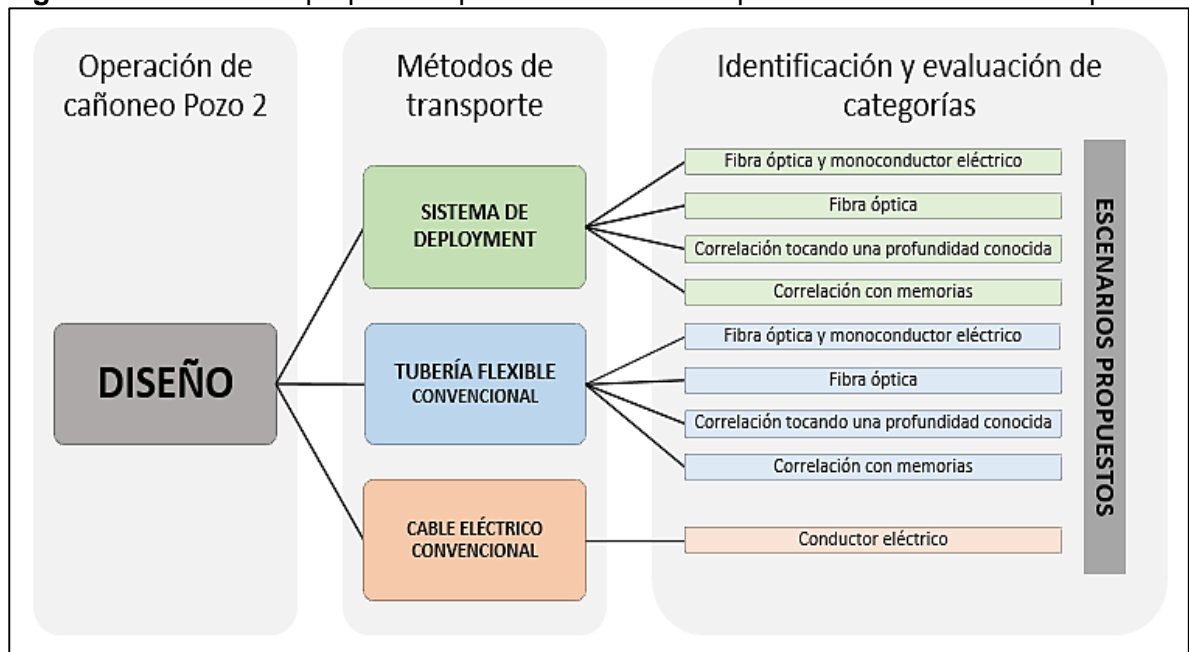 Operación de
cañoneo Pozo 2
Métodos de
transporte
Identificación y evaluación de
categorías
DISEÑO
SISTEMA DE
DEPLOYMENT
TUBERÍA FLEXIBLE
CONVENCIONAL
CABLE ELÉCTRICO
CONVENCIONAL
Fibra óptica y monoconductor eléctrico
Fibra óptica
Correlación tocando una profundidad conocida
Correlación con memorias
Fibra óptica y monoconductor eléctrico
Fibra óptica
Correlación tocando una profundidad conocida
Correlación con memorias
Conductor eléctrico
ESCENARIOS PROPUESTOS